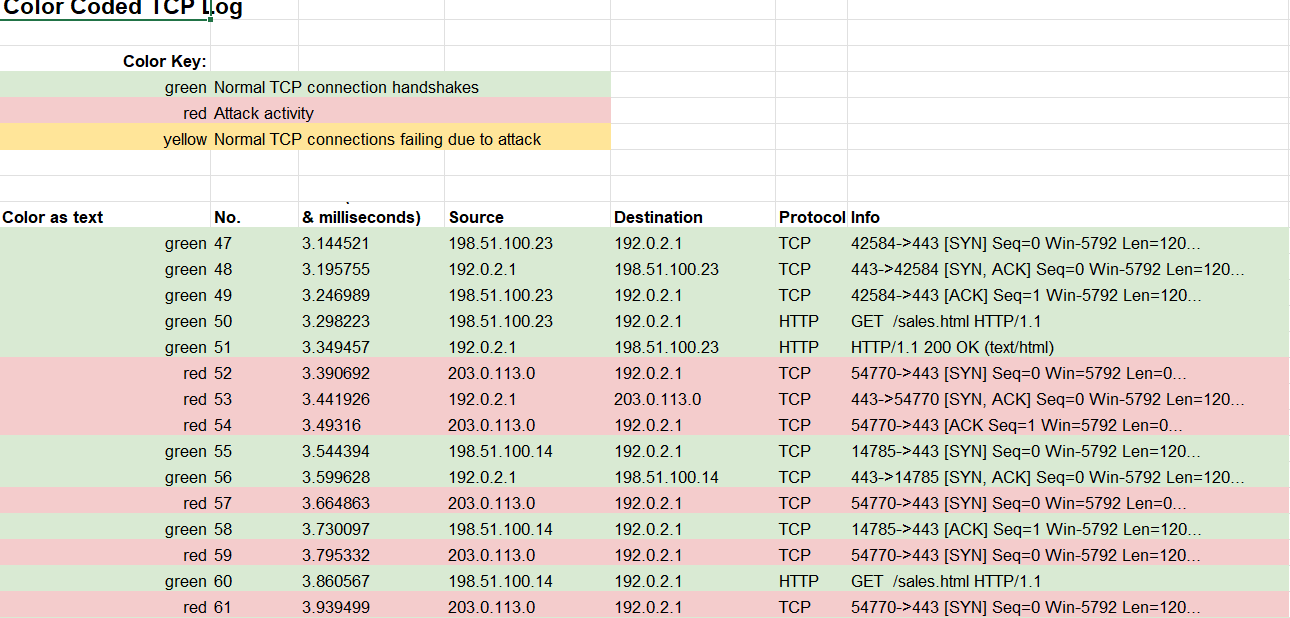 Color Coded TCP Log
Color Key:
green Normal TCP connection handshakes
red Attack activity
yellow Normal TCP connections failing due to attack
Color as text No. & milliseconds) Source Destination Protocol Info
green 47 3.144521 198.51.100.23 192.0.2.1 TCP 42584->443 [SYN] Seq=0 Win-5792 Len=120...
green 48 3.195755 192.0.2.1 198.51.100.23 TCP 443->42584 [SYN, ACK] Seq=0 Win-5792 Len=120...
green 49 3.246989 198.51.100.23 192.0.2.1 TCP 42584->443 [ACK] Seq=1 Win-5792 Len=120...
green 50 3.298223 198.51.100.23 192.0.2.1 HTTP GET /sales.html HTTP/1.1
green 51 3.349457 192.0.2.1 198.51.100.23 HTTP HTTP/1.1 200 OK (text/html)
red 52 3.390692 203.0.113.0 192.0.2.1 TCP 54770->443 [SYN] Seq=0 Win=5792 Len=0...
red 53 3.441926 192.0.2.1 203.0.113.0 TCP 443->54770 [SYN, ACK] Seq=0 Win-5792 Len=120...
red 54 3.49316 203.0.113.0 192.0.2.1 TCP 54770->443 [ACK Seq=1 Win=5792 Len=0...
green 55 3.544394 198.51.100.14 192.0.2.1 TCP 14785->443 [SYN] Seq=0 Win-5792 Len=120...
green 56 3.599628 192.0.2.1 198.51.100.14 TCP 443->14785 [SYN, ACK] Seq=0 Win-5792 Len=120...
red 57 3.664863 203.0.113.0 192.0.2.1 TCP 54770->443 [SYN] Seq=0 Win=5792 Len=0...
green 58 3.730097 198.51.100.14 192.0.2.1 TCP 14785->443 [ACK] Seq=1 Win-5792 Len=120...
red 59 3.795332 203.0.113.0 192.0.2.1 TCP 54770->443 [SYN] Seq=0 Win-5792 Len=120...
green 60 3.860567 198.51.100.14 192.0.2.1 HTTP GET /sales.html HTTP/1.1
red 61 3.939499 203.0.113.0 192.0.2.1 TCP 54770->443 [SYN] Seq=0 Win-5792 Len=120...